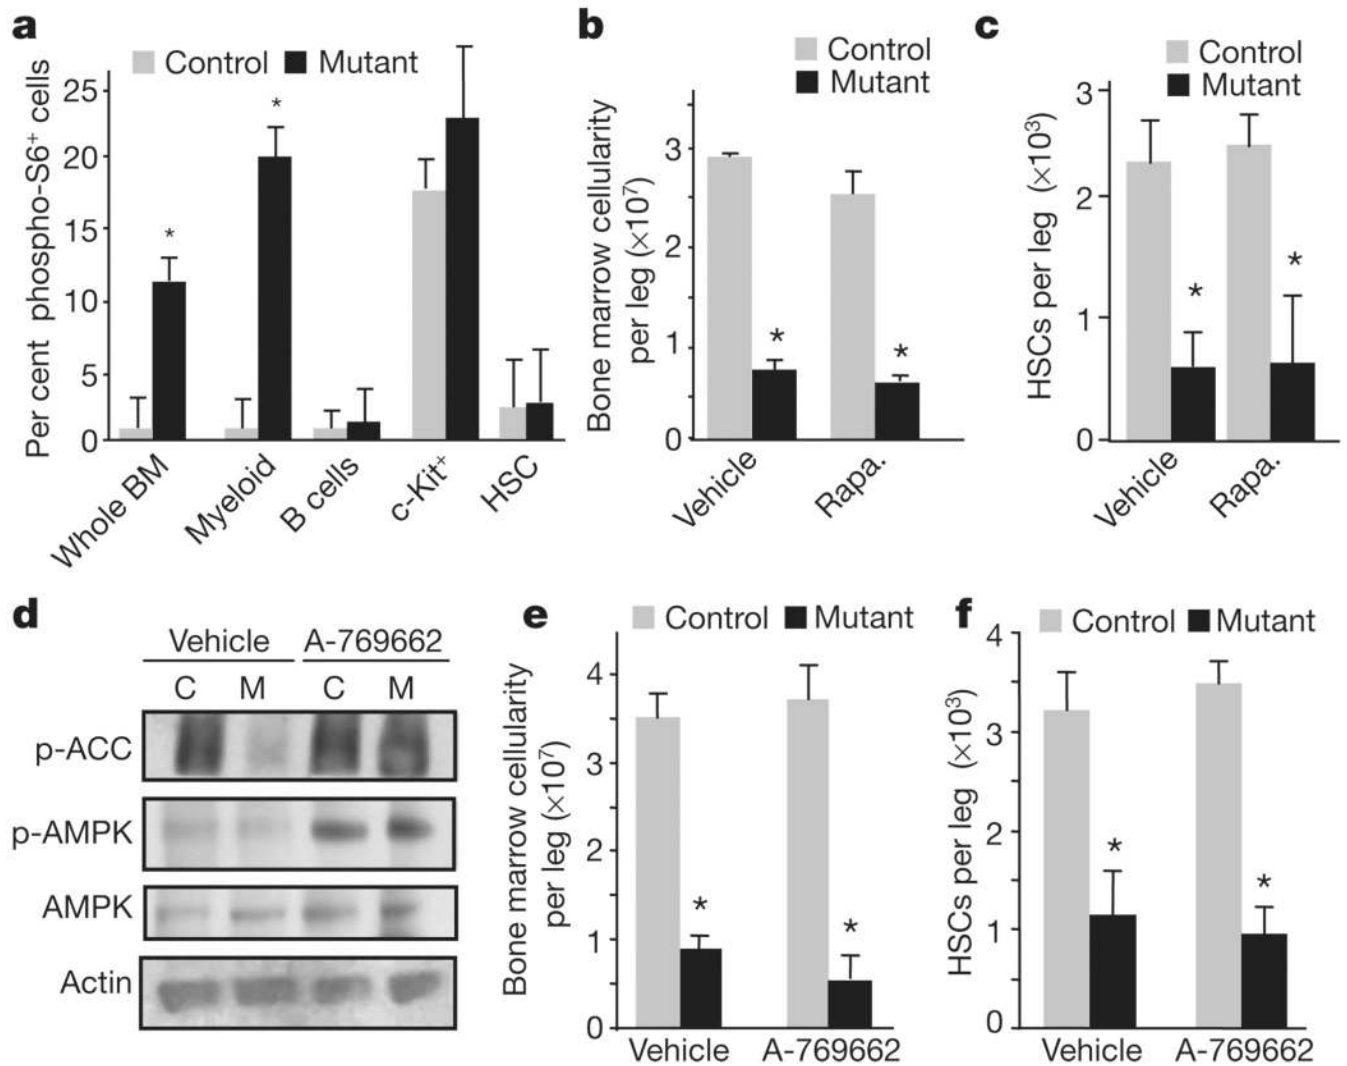 a
Control Mutant
Per cent phospho-S6+ cells
25
20
15
10
5
0
*
*
Whole BM
Myeloid
B cells
c-Kit+
HSC
b
Control
Mutant
Bone marrow cellularity
per leg (×10⁷)
3
2
1
0
*
*
Vehicle
Rapa.
c
Control
Mutant
HSCs per leg (×10³)
3
2
1
0
*
*
Vehicle
Rapa.
d
Vehicle A-769662
C M C M
p-ACC
p-AMPK
AMPK
Actin
e
Control Mutant
Bone marrow cellularity
per leg (×10⁷)
4
3
2
1
0
*
*
Vehicle A-769662
f
Control Mutant
HSCs per leg (×10³)
4
3
2
1
0
*
*
Vehicle A-769662